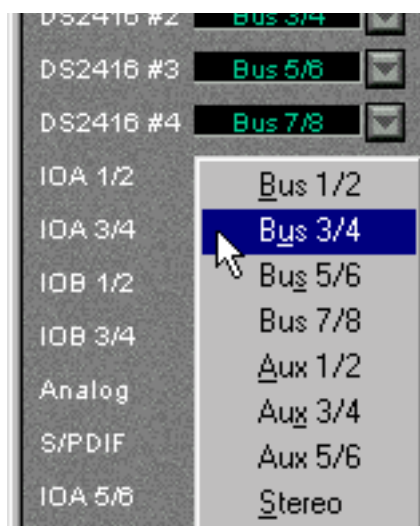 DS2416 #2 Bus 3/4
DS2416 #3 Bus 5/6
DS2416 #4 Bus 7/8
IOA 1/2
IOA 3/4
IOB 1/2
IOB 3/4
Analog
S/PDIF
IOA 5/6
Bus 1/2
Bus 3/4
Bus 5/6
Bus 7/8
Aux 1/2
Aux 3/4
Aux 5/6
Stereo